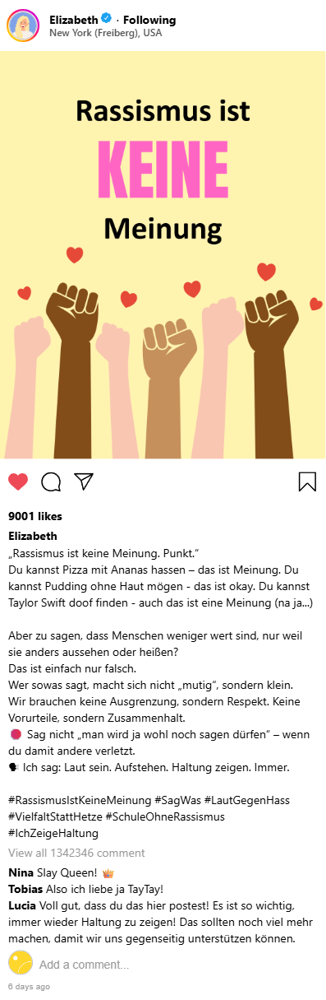 Elizabeth · Following
New York (Freiberg), USA
Rassismus ist
KEINE
Meinung
9001 likes
Elizabeth
„Rassismus ist keine Meinung. Punkt.“
Du kannst Pizza mit Ananas hassen – das ist Meinung. Du
kannst Pudding ohne Haut mögen - das ist okay. Du kannst
Taylor Swift doof finden - auch das ist eine Meinung (na ja...)
Aber zu sagen, dass Menschen weniger wert sind, nur weil
sie anders aussehen oder heißen?
Das ist einfach nur falsch.
Wer sowas sagt, macht sich nicht „mutig“, sondern klein.
Wir brauchen keine Ausgrenzung, sondern Respekt. Keine
Vorurteile, sondern Zusammenhalt.
🛑 Sag nicht „man wird ja wohl noch sagen dürfen“ – wenn
du damit andere verletzt.
🗣 Ich sag: Laut sein. Aufstehen. Haltung zeigen. Immer.
#RassismusIstKeineMeinung #SagWas #LautGegenHass
#VielfaltStattHetze #SchuleOhneRassismus
#IchZeigeHaltung
View all 1342346 comment
Nina Slay Queen! 👑
Tobias Also ich liebe ja TayTay!
Lucia Voll gut, dass du das hier postest! Es ist so wichtig,
immer wieder Haltung zu zeigen! Das sollten noch viel mehr
machen, damit wir uns gegenseitig unterstützen können.
Add a comment...
6 days ago